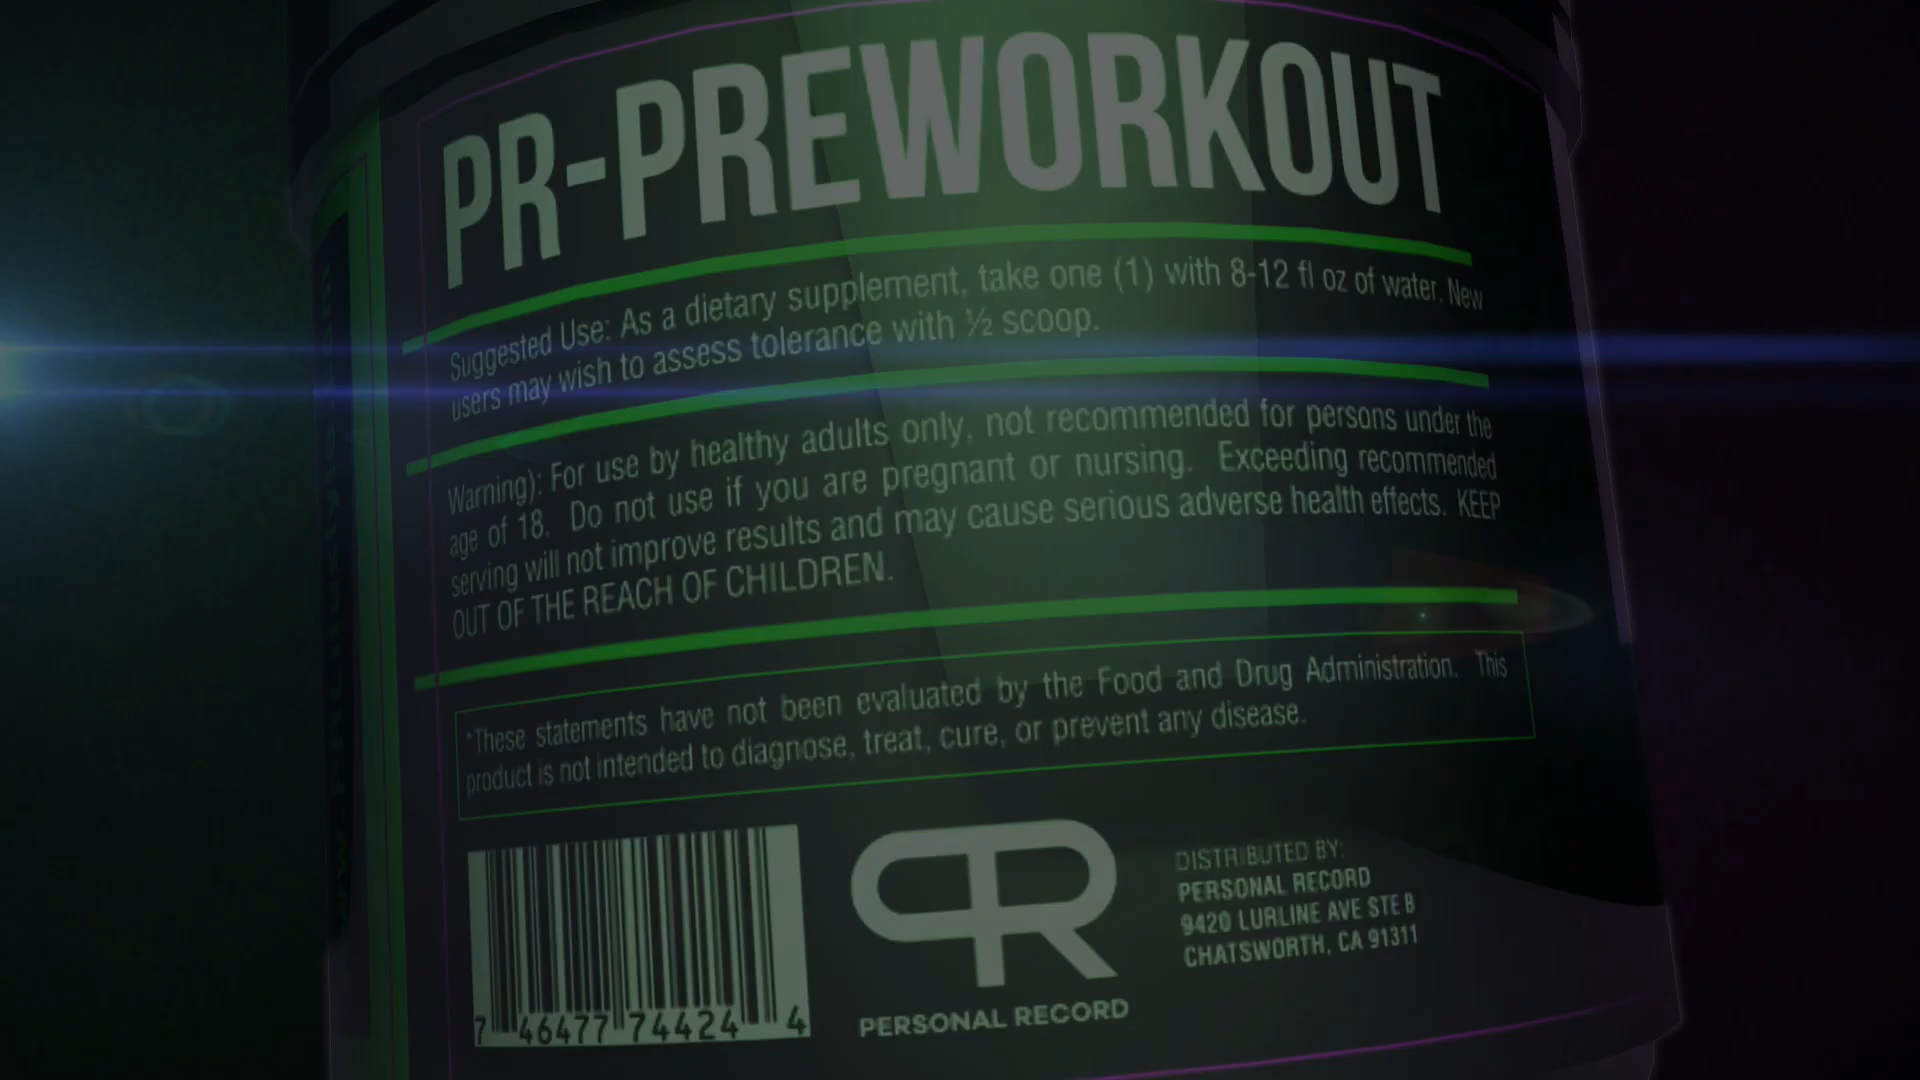 PR-PREWORKOUT
Suggested Use: As a dietary supplement, take one (1) with 8-12 fl oz of water. New
users may wish to assess tolerance with ½ scoop.
Warning): For use by healthy adults only, not recommended for persons under the
age of 18. Do not use if you are pregnant or nursing. Exceeding recommended
serving will not improve results and may cause serious adverse health effects. KEEP
OUT OF THE REACH OF CHILDREN.
*These statements have not been evaluated by the Food and Drug Administration. This
product is not intended to diagnose, treat, cure, or prevent any disease.
7 46477 74424 4
PR
PERSONAL RECORD
DISTRIBUTED BY:
PERSONAL RECORD
9420 LURLINE AVE STE B
CHATSWORTH, CA 91311